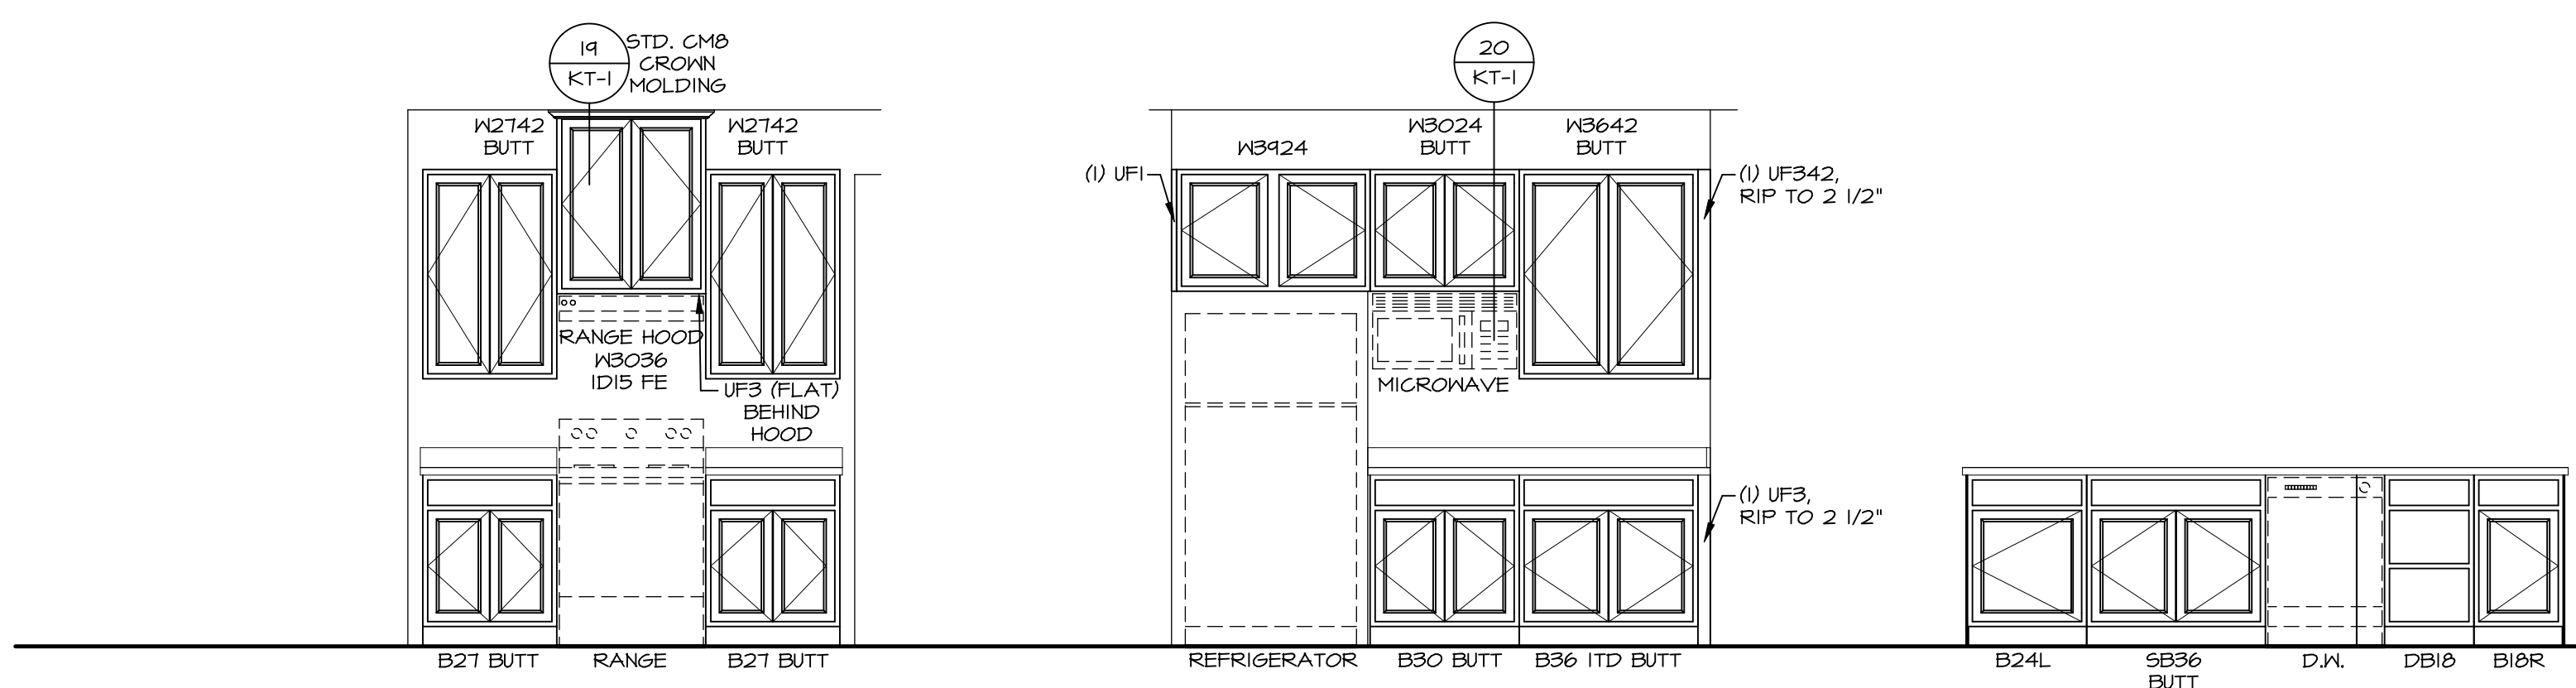 19
KT-1
STD. CM8
CROWN
MOLDING
W2742
BUTT
W2742
BUTT
RANGE HOOD
W3036
1D15 FE
UF3 (FLAT)
BEHIND
HOOD
B27 BUTT
RANGE
B27 BUTT
20
KT-1
(1) UF1
W3924
W3024
BUTT
W3642
BUTT
(1) UF342,
RIP TO 2 1/2"
MICROWAVE
(1) UF3,
RIP TO 2 1/2"
REFRIGERATOR
B30 BUTT
B36 1TD BUTT
B24L
SB36
BUTT
D.W.
DB18
B18R